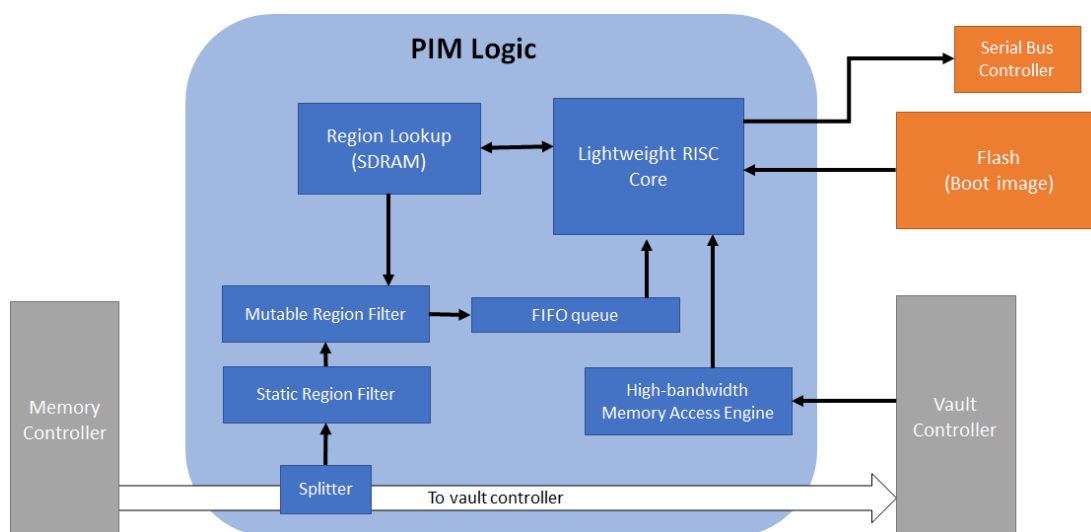 PIM Logic
Serial Bus
Controller
Region Lookup
(SDRAM)
Lightweight RISC
Core
Flash
(Boot image)
Mutable Region Filter
FIFO queue
Static Region Filter
High-bandwidth
Memory Access Engine
Memory
Controller
Vault
Controller
Splitter
To vault controller